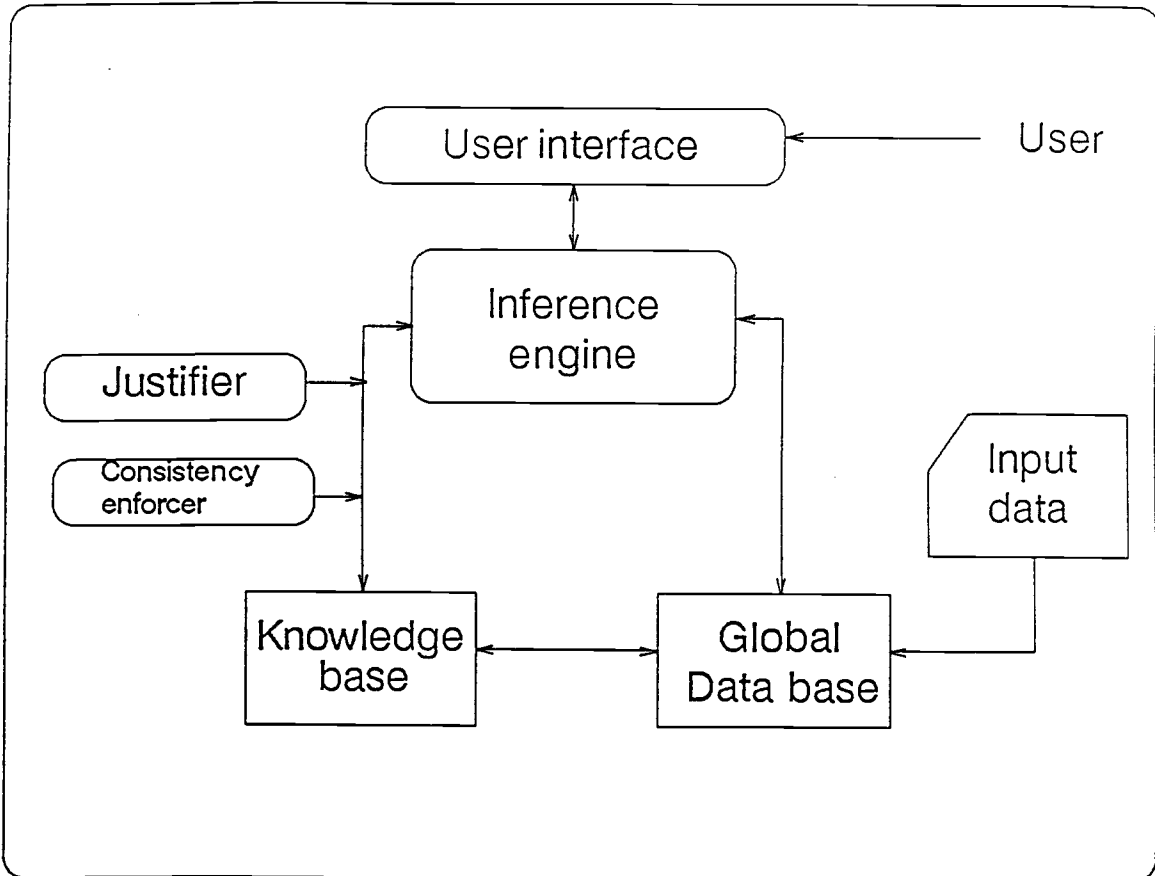 User interface
User
Inference
engine
Justifier
Consistency
enforcer
Input
data
Knowledge
base
Global
Data base